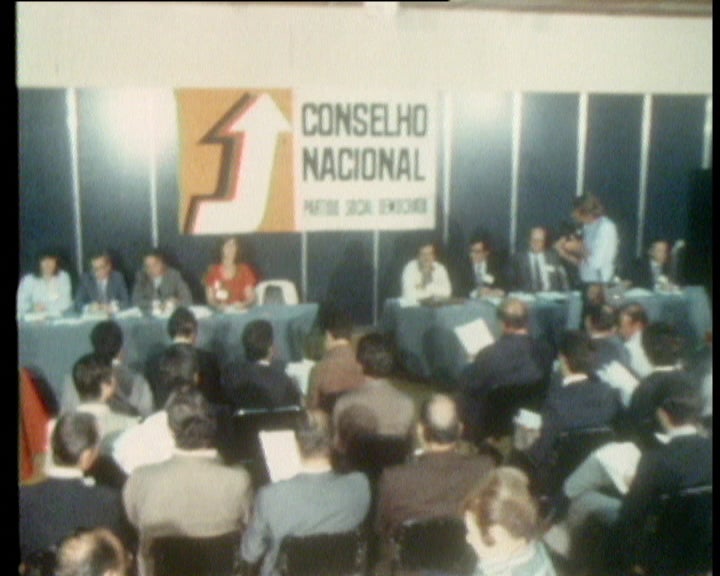 CONSELHO
NACIONAL
PARTIDO SOCIAL DEMOCRATA